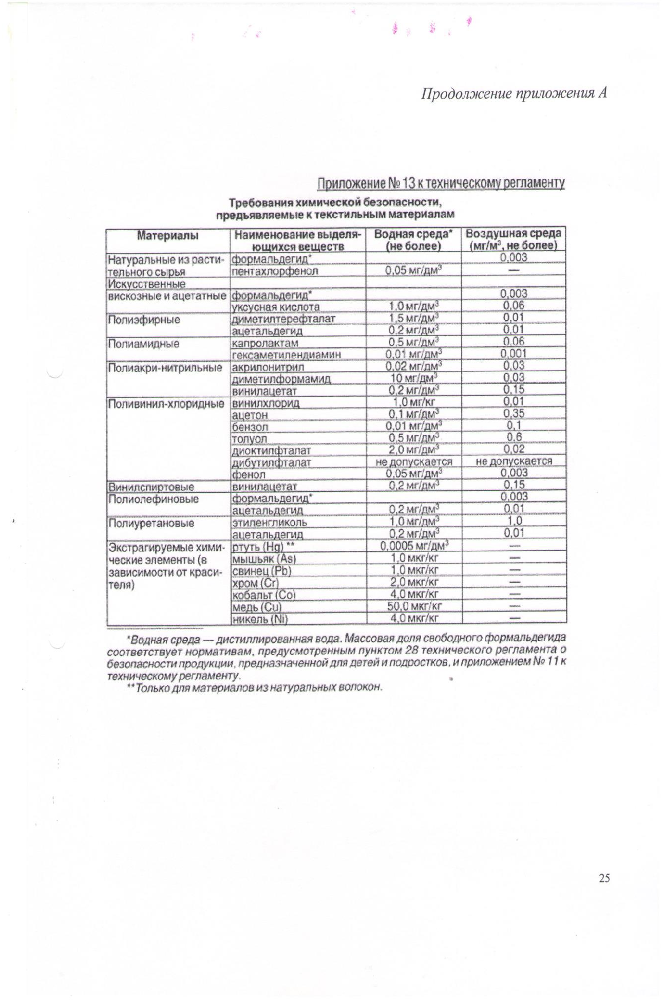 Продолжение приложения А
Приложение № 13 к техническому регламенту
Требования химической безопасности,
предъявляемые к текстильным материалам
Материалы | Наименование выделя-ющихся веществ | Водная среда* (не более) | Воздушная среда (мг/м³, не более)
Натуральные из расти- | формальдегид* | | 0,003
тельного сырья | пентахлорфенол | 0,05 мг/дм³ | —
Искусственные
вискозные и ацетатные | формальдегид* | | 0,003
уксусная кислота | 1,0 мг/дм³ | 0,06
Полиэфирные | диметилтерефталат | 1,5 мг/дм³ | 0,01
ацетальдегид | 0,2 мг/дм³ | 0,01
Полиамидные | капролактам | 0,5 мг/дм³ | 0,06
гексаметилендиамин | 0,01 мг/дм³ | 0,001
Полиакри-нитрильные | акрилонитрил | 0,02 мг/дм³ | 0,03
диметилформамид | 10 мг/дм³ | 0,03
винилацетат | 0,2 мг/дм³ | 0,15
Поливинил-хлоридные | винилхлорид | 1,0 мг/кг | 0,01
ацетон | 0,1 мг/дм³ | 0,35
бензол | 0,01 мг/дм³ | 0,1
толуол | 0,5 мг/дм³ | 0,6
диоктилфталат | 2,0 мг/дм³ | 0,02
дибутилфталат | не допускается | не допускается
фенол | 0,05 мг/дм³ | 0,003
Винилспиртовые | винилацетат | 0,2 мг/дм³ | 0,15
Полиолефиновые | формальдегид* | | 0,003
ацетальдегид | 0,2 мг/дм³ | 0,01
Полиуретановые | этиленгликоль | 1,0 мг/дм³ | 1,0
ацетальдегид | 0,2 мг/дм³ | 0,01
Экстрагируемые хими- | ртуть (Hg) ** | 0,0005 мг/дм³ | —
ческие элементы (в | мышьяк (As) | 1,0 мкг/кг | —
зависимости от краси- | свинец (Pb) | 1,0 мкг/кг | —
теля) | хром (Cr) | 2,0 мкг/кг | —
кобальт (Co) | 4,0 мкг/кг | —
медь (Cu) | 50,0 мкг/кг | —
никель (Ni) | 4,0 мкг/кг | —
*Водная среда — дистиллированная вода. Массовая доля свободного формальдегида
соответствует нормативам, предусмотренным пунктом 28 технического регламента о
безопасности продукции, предназначенной для детей и подростков, и приложением № 11 к
техническому регламенту.
**Только для материалов из натуральных волокон.
25